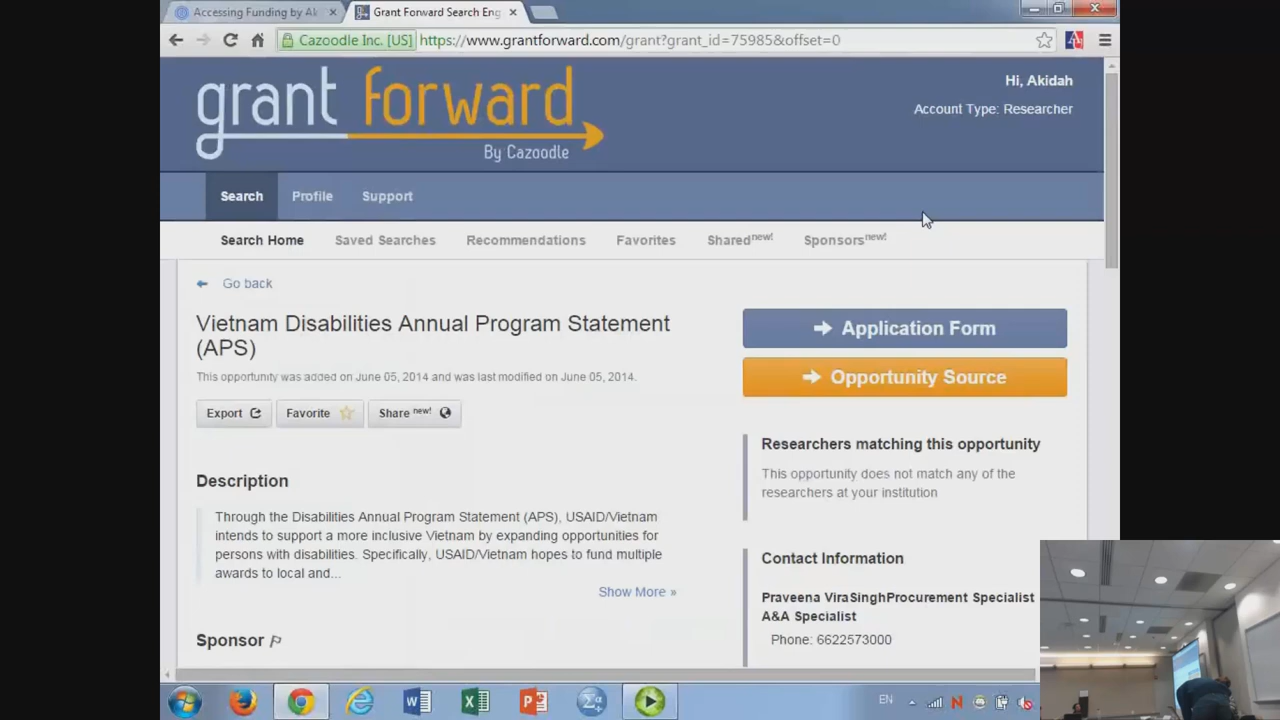 Accessing Funding by Ak
Grant Forward Search Eng
Cazoodle Inc. [US]
https://www.grantforward.com/grant?grant_id=75985&offset=0
grant forward
By Cazoodle
Hi, Akidah
Account Type: Researcher
Search
Profile
Support
Search Home
Saved Searches
Recommendations
Favorites
Shared new!
Sponsors new!
Go back
Vietnam Disabilities Annual Program Statement
(APS)
This opportunity was added on June 05, 2014 and was last modified on June 05, 2014.
Export
Favorite
Share new!
Application Form
Opportunity Source
Description
Through the Disabilities Annual Program Statement (APS), USAID/Vietnam
intends to support a more inclusive Vietnam by expanding opportunities for
persons with disabilities. Specifically, USAID/Vietnam hopes to fund multiple
awards to local and...
Show More »
Sponsor
Researchers matching this opportunity
This opportunity does not match any of the
researchers at your institution
Contact Information
Praveena ViraSinghProcurement Specialist
A&A Specialist
Phone: 6622573000
EN